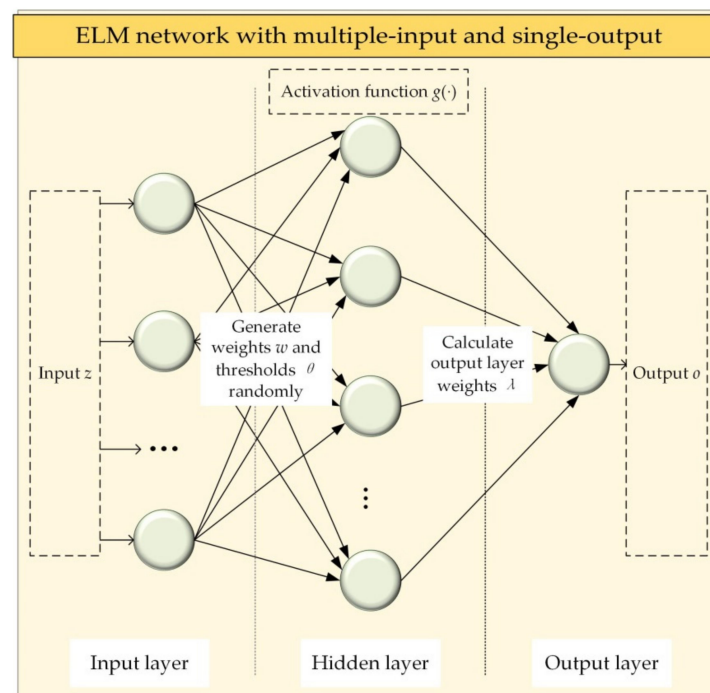 ELM network with multiple-input and single-output
Activation function g(·)
Input z
Generate
weights w and
thresholds θ
randomly
Calculate
output layer
weights λ
Output o
Input layer
Hidden layer
Output layer